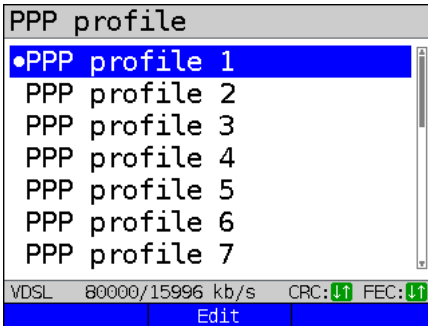 PPP profile
•PPP profile 1
PPP profile 2
PPP profile 3
PPP profile 4
PPP profile 5
PPP profile 6
PPP profile 7
VDSL 80000/15996 kb/s CRC:↓↑ FEC:↓↑
Edit